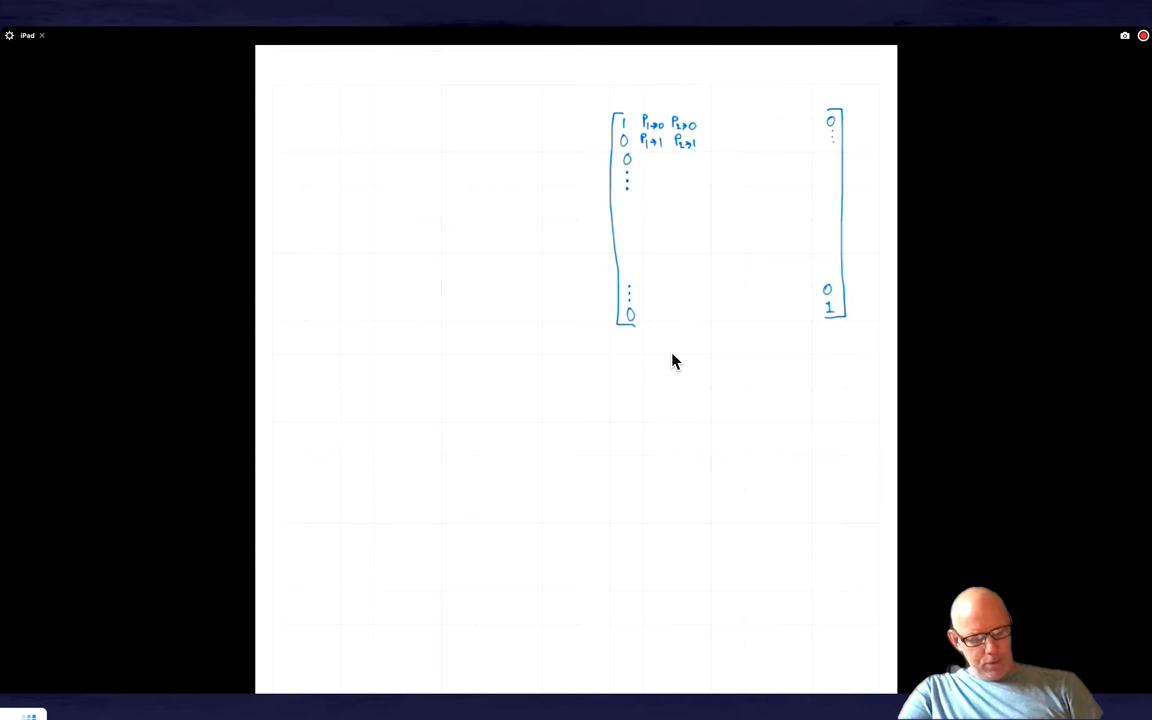 iPad ×
1 P₁→₀ P₂→₀ 0
0 P₁→₁ P₂→₁ ⋮
0
⋮
⋮ 0
0 1